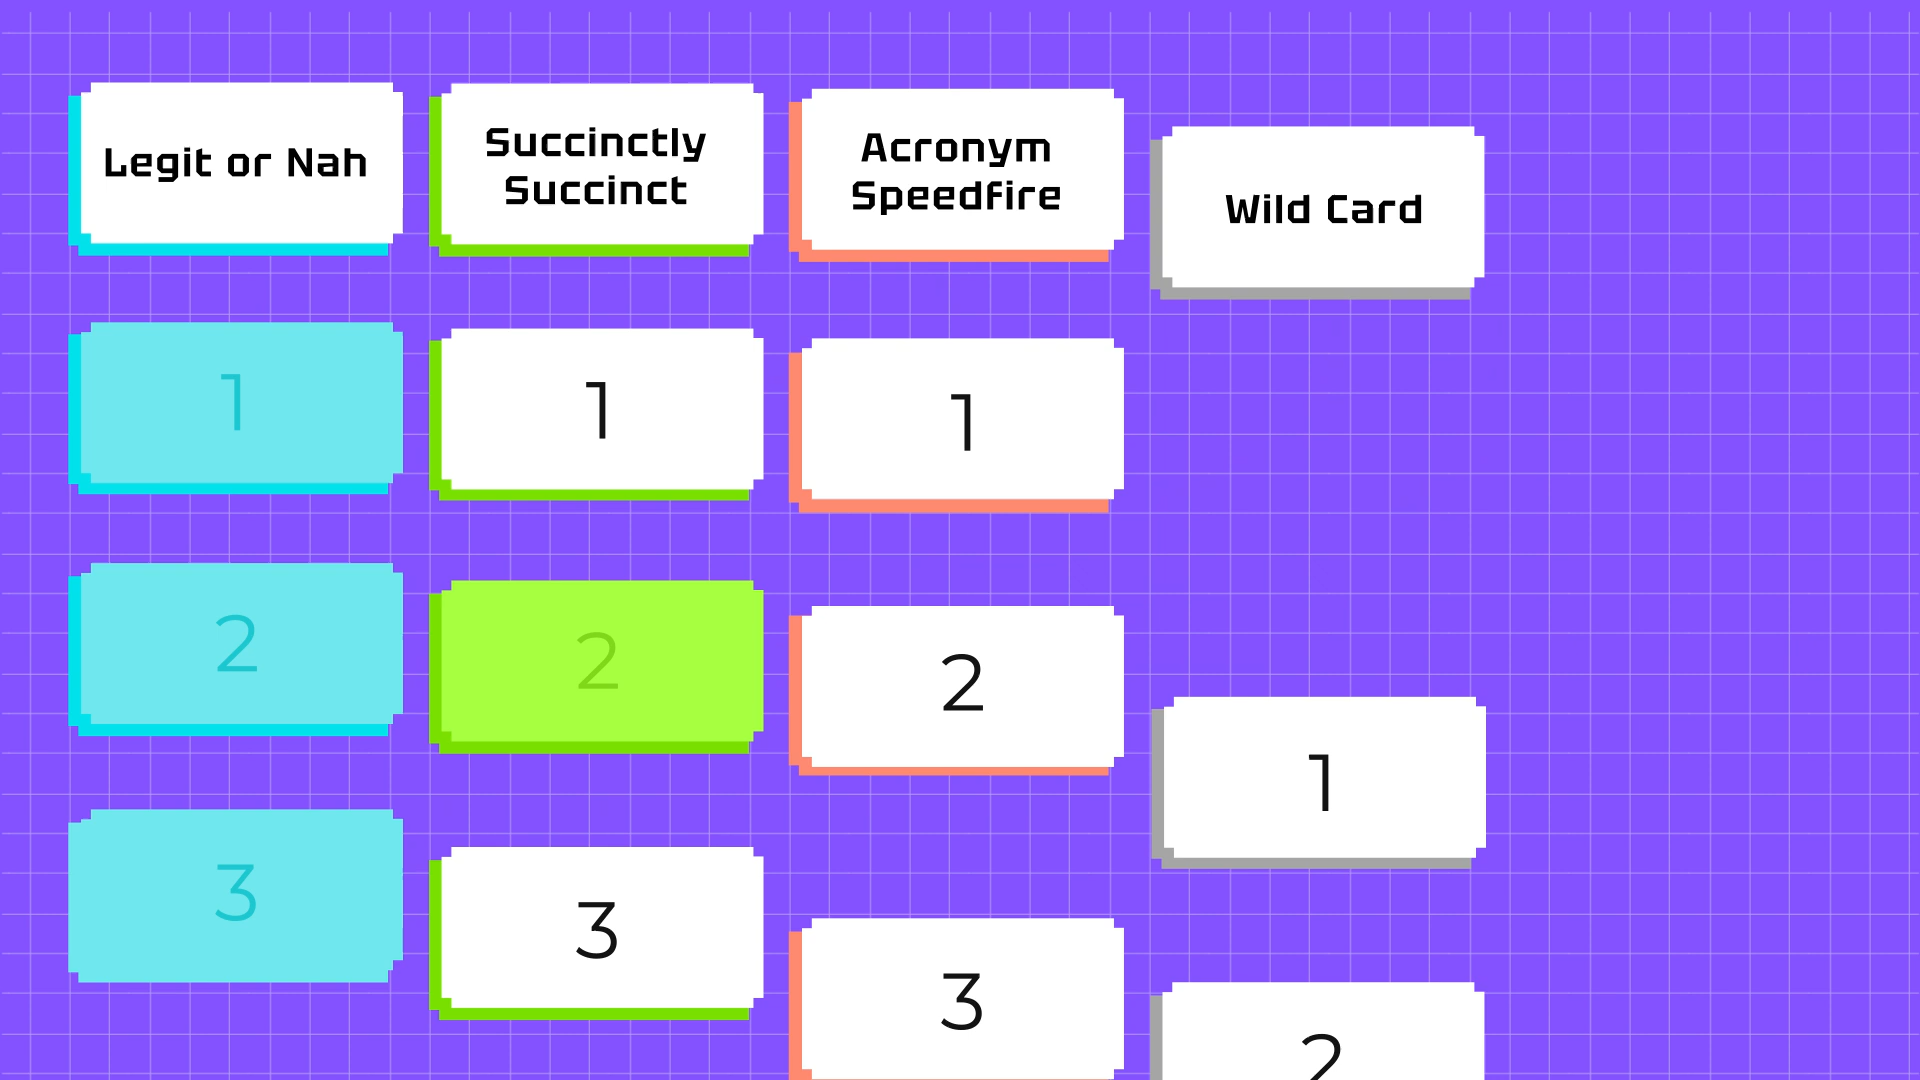 Legit or Nah
Succinctly
Succinct
Acronym
Speedfire
Wild Card
1
1
1
2
2
2
1
3
3
3
2